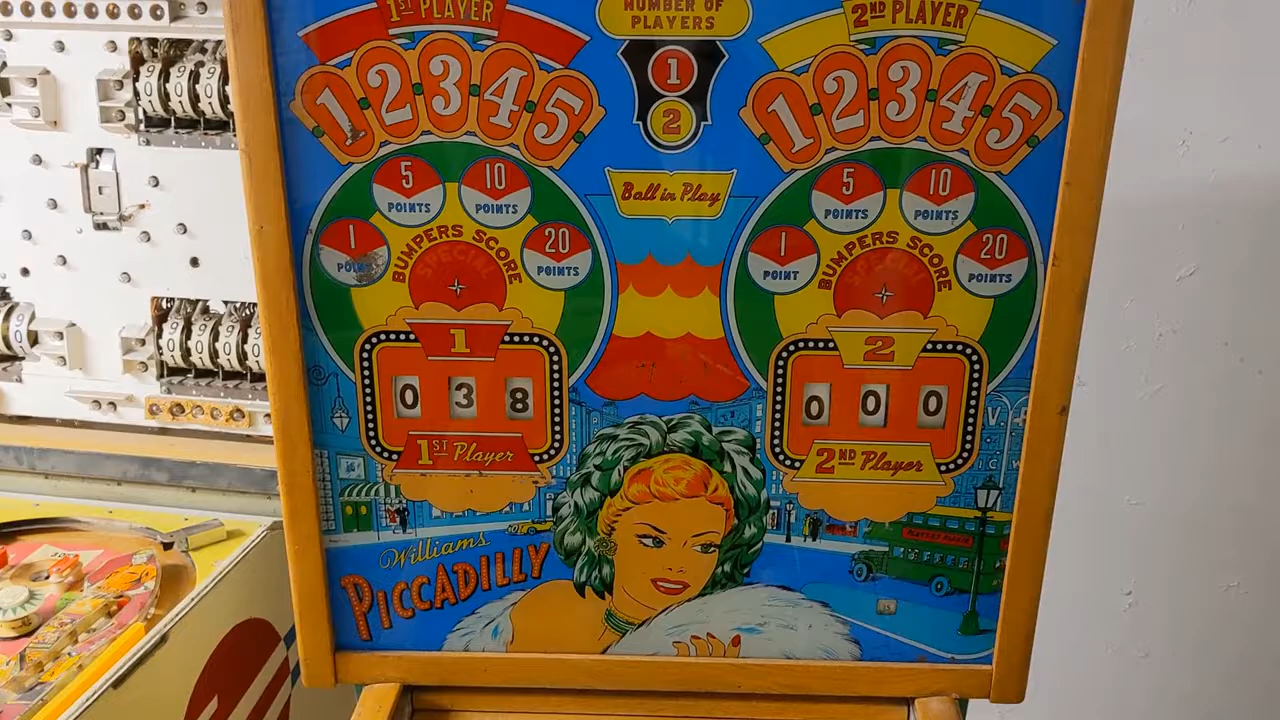 1ST PLAYER
NUMBER OF
PLAYERS
2ND PLAYER
1 2 3 4 5
1
2
1 2 3 4 5
1
POINT
5
POINTS
10
POINTS
20
POINTS
BUMPERS SCORE
SPECIAL
Ball in Play
1
POINT
5
POINTS
10
POINTS
20
POINTS
BUMPERS SCORE
SPECIAL
1
0 3 8
1ST Player
2
0 0 0
2ND Player
Williams
PICCADILLY